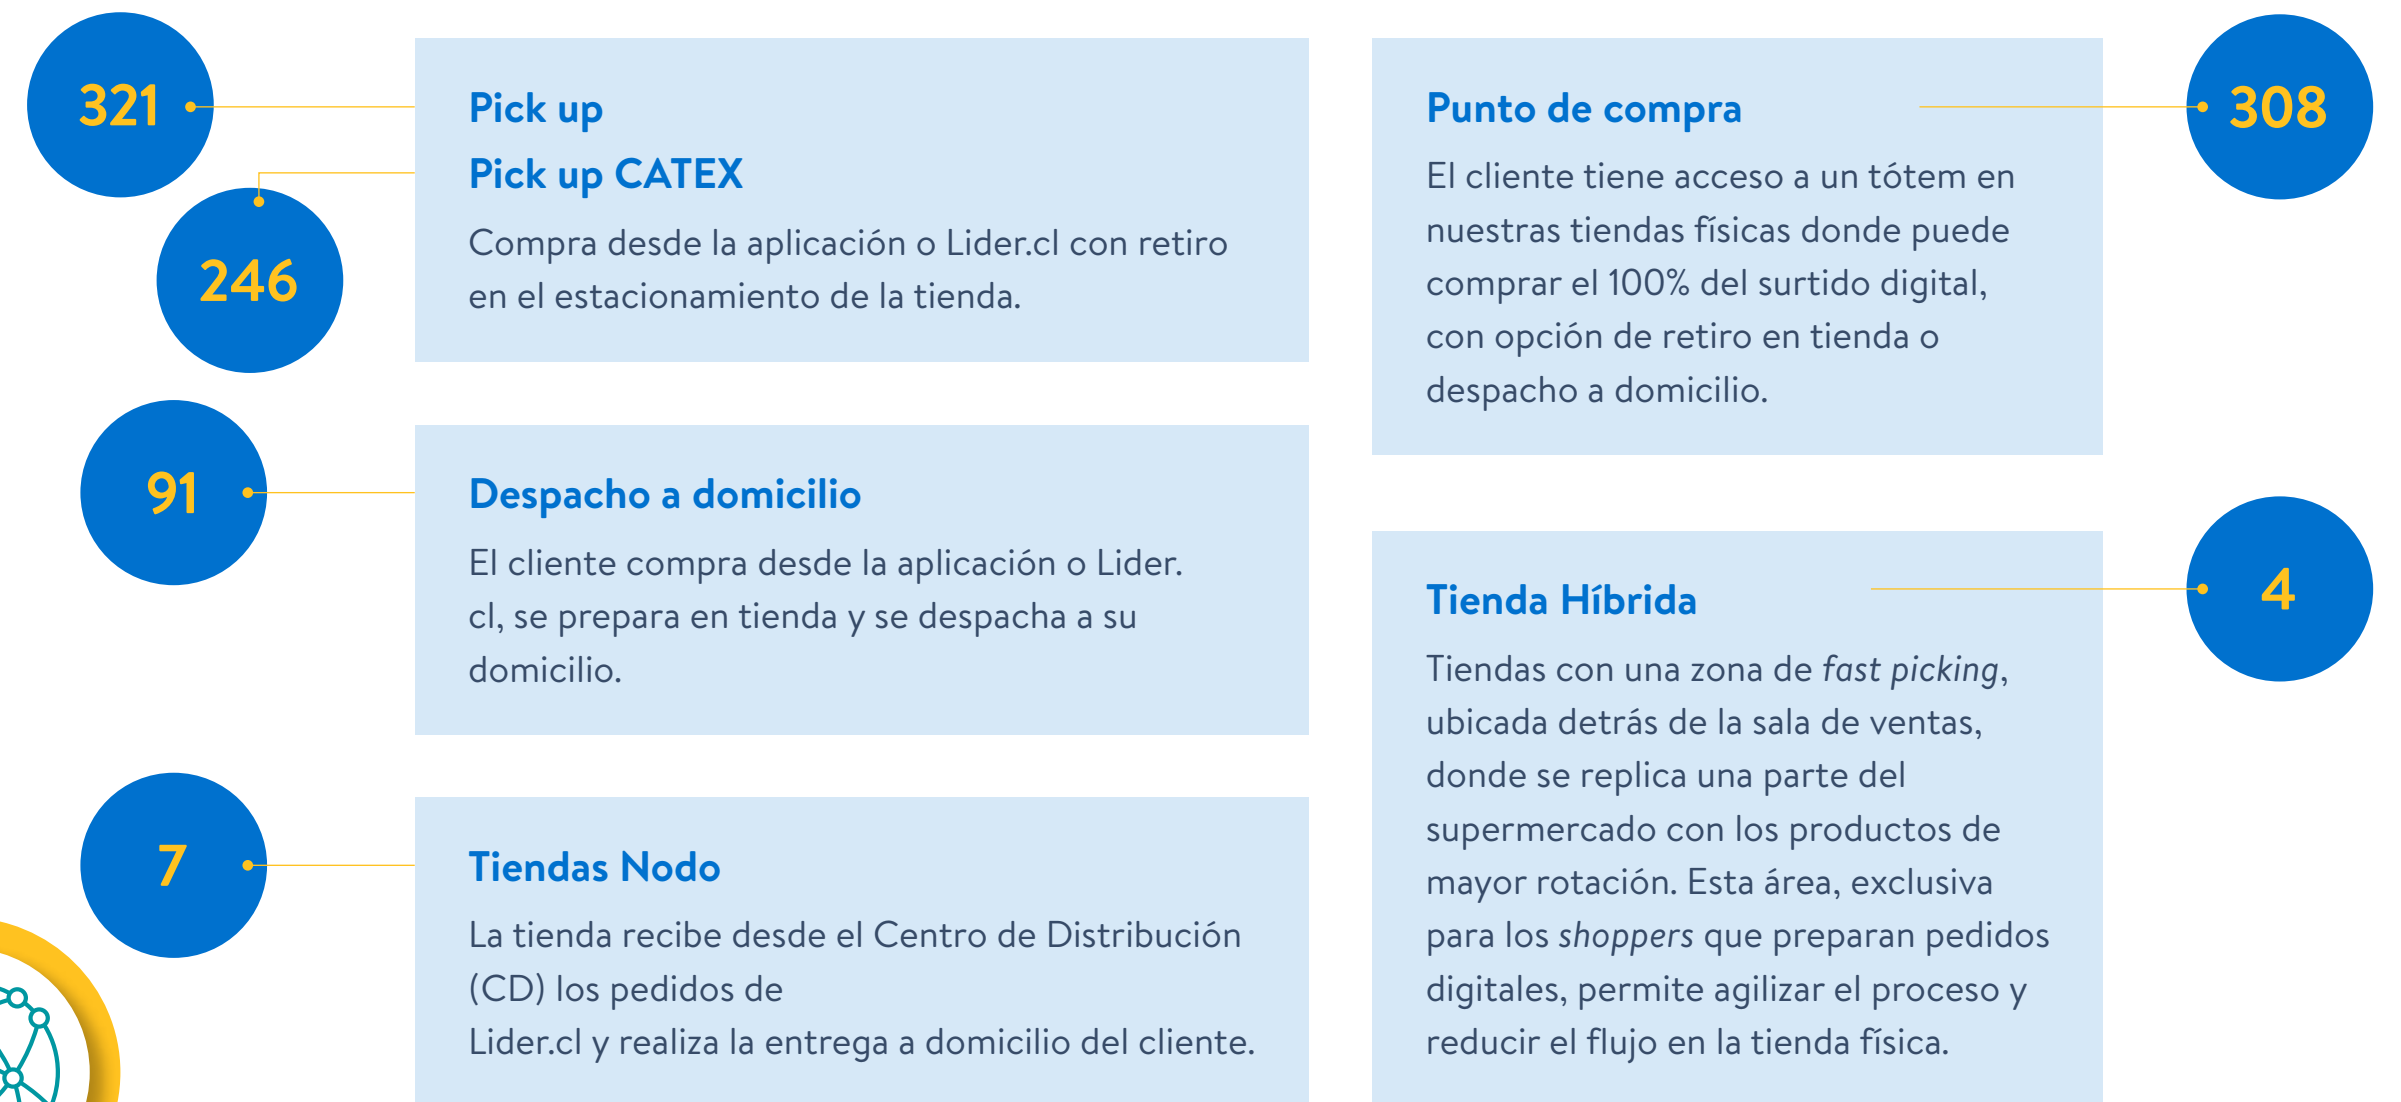 321
Pick up
Pick up CATEX
246
Compra desde la aplicación o Lider.cl con retiro
en el estacionamiento de la tienda.
91
Despacho a domicilio
El cliente compra desde la aplicación o Lider.
cl, se prepara en tienda y se despacha a su
domicilio.
7
Tiendas Nodo
La tienda recibe desde el Centro de Distribución
(CD) los pedidos de
Lider.cl y realiza la entrega a domicilio del cliente.
Punto de compra
308
El cliente tiene acceso a un tótem en
nuestras tiendas físicas donde puede
comprar el 100% del surtido digital,
con opción de retiro en tienda o
despacho a domicilio.
Tienda Híbrida
4
Tiendas con una zona de fast picking,
ubicada detrás de la sala de ventas,
donde se replica una parte del
supermercado con los productos de
mayor rotación. Esta área, exclusiva
para los shoppers que preparan pedidos
digitales, permite agilizar el proceso y
reducir el flujo en la tienda física.